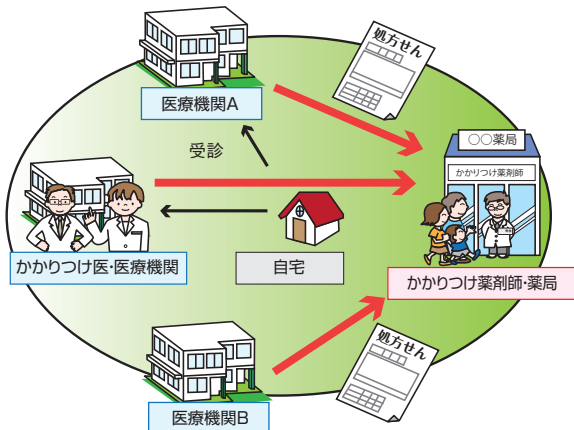 処方せん
医療機関A
○○薬局
受診
かかりつけ薬剤師
かかりつけ医・医療機関
自宅
かかりつけ薬剤師・薬局
処方せん
医療機関B